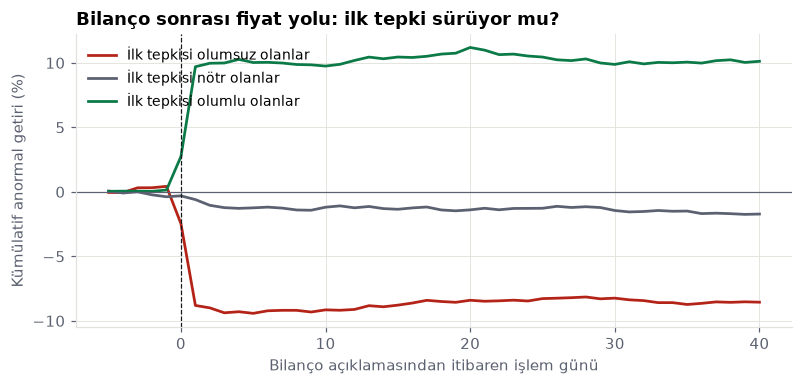 Bilanço sonrası fiyat yolu: ilk tepki sürüyor mu?
İlk tepkisi olumsuz olanlar
İlk tepkisi nötr olanlar
İlk tepkisi olumlu olanlar
Kümülatif anormal getiri (%)
10
5
0
−5
−10
0
10
20
30
40
Bilanço açıklamasından itibaren işlem günü